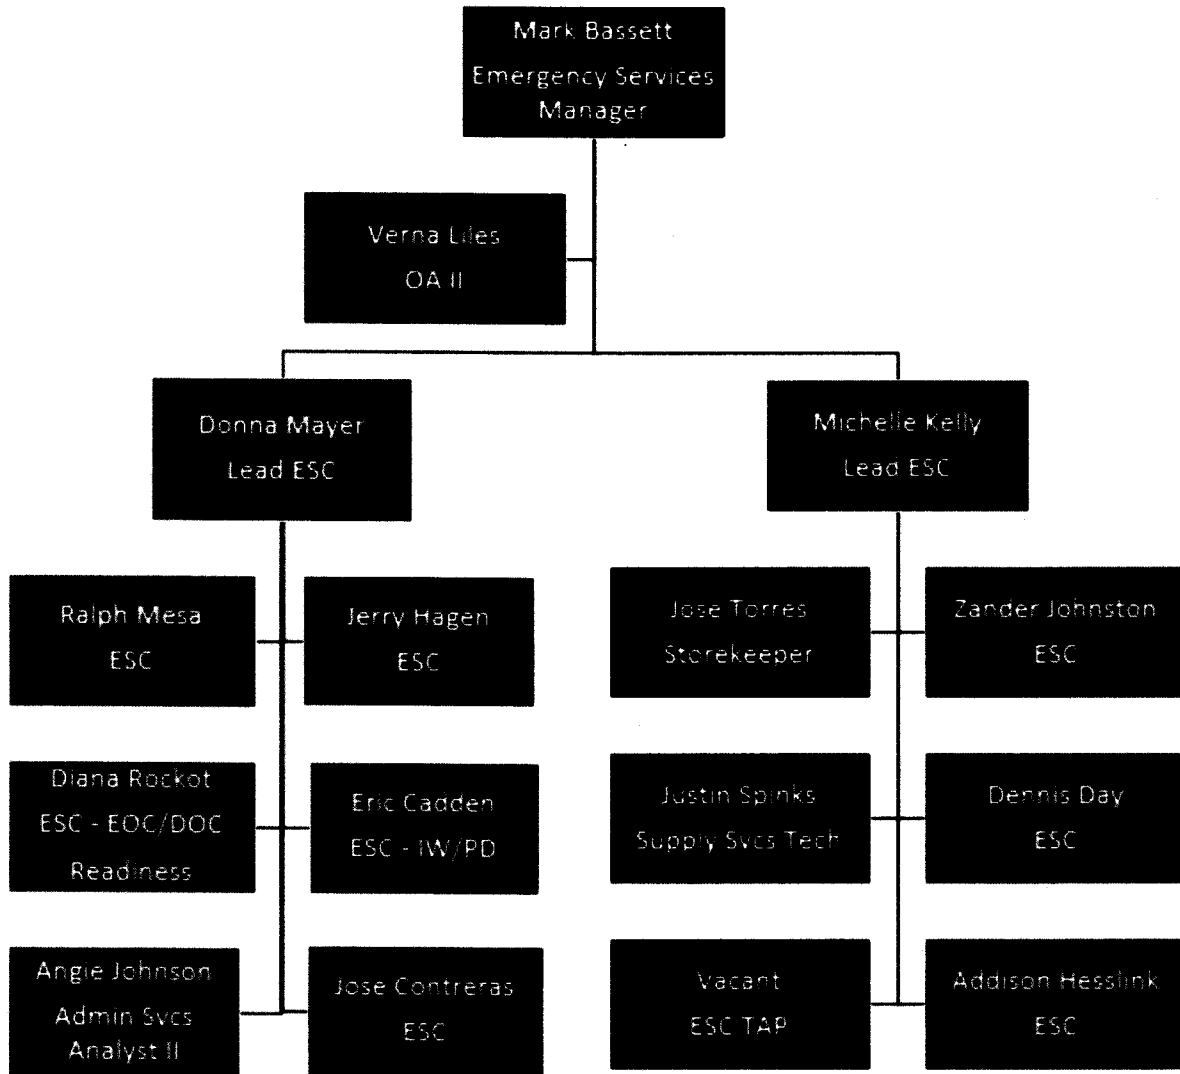 Mark Bassett
Emergency Services
Manager
Verna Liles
OA II
Donna Mayer
Lead ESC
Michelle Kelly
Lead ESC
Ralph Mesa
ESC
Jerry Hagen
ESC
Jose Torres
Storekeeper
Zander Johnston
ESC
Diana Rockot
ESC - EOC/DOC
Readiness
Eric Cadden
ESC - IW/PD
Justin Spinks
Supply Svcs Tech
Dennis Day
ESC
Angie Johnson
Admin Svcs
Analyst II
Jose Contreras
ESC
Vacant
ESC TAP
Addison Hesslink
ESC